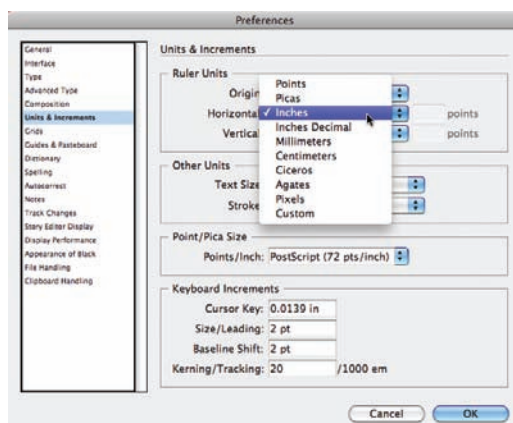 Preferences
General
Interface
Type
Advanced Type
Composition
Units & Increments
Grids
Guides & Pasteboard
Dictionary
Spelling
Autocorrect
Notes
Track Changes
Story Editor Display
Display Performance
Appearance of Black
File Handling
Clipboard Handling
Units & Increments
Ruler Units
Origin
Horizonta
Vertica
Points
Picas
✓ Inches
Inches Decimal
Millimeters
Centimeters
Ciceros
Agates
Pixels
Custom
points
points
Other Units
Text Size
Stroke
Point/Pica Size
Points/Inch: PostScript (72 pts/inch)
Keyboard Increments
Cursor Key: 0.0139 in
Size/Leading: 2 pt
Baseline Shift: 2 pt
Kerning/Tracking: 20 /1000 em
Cancel OK